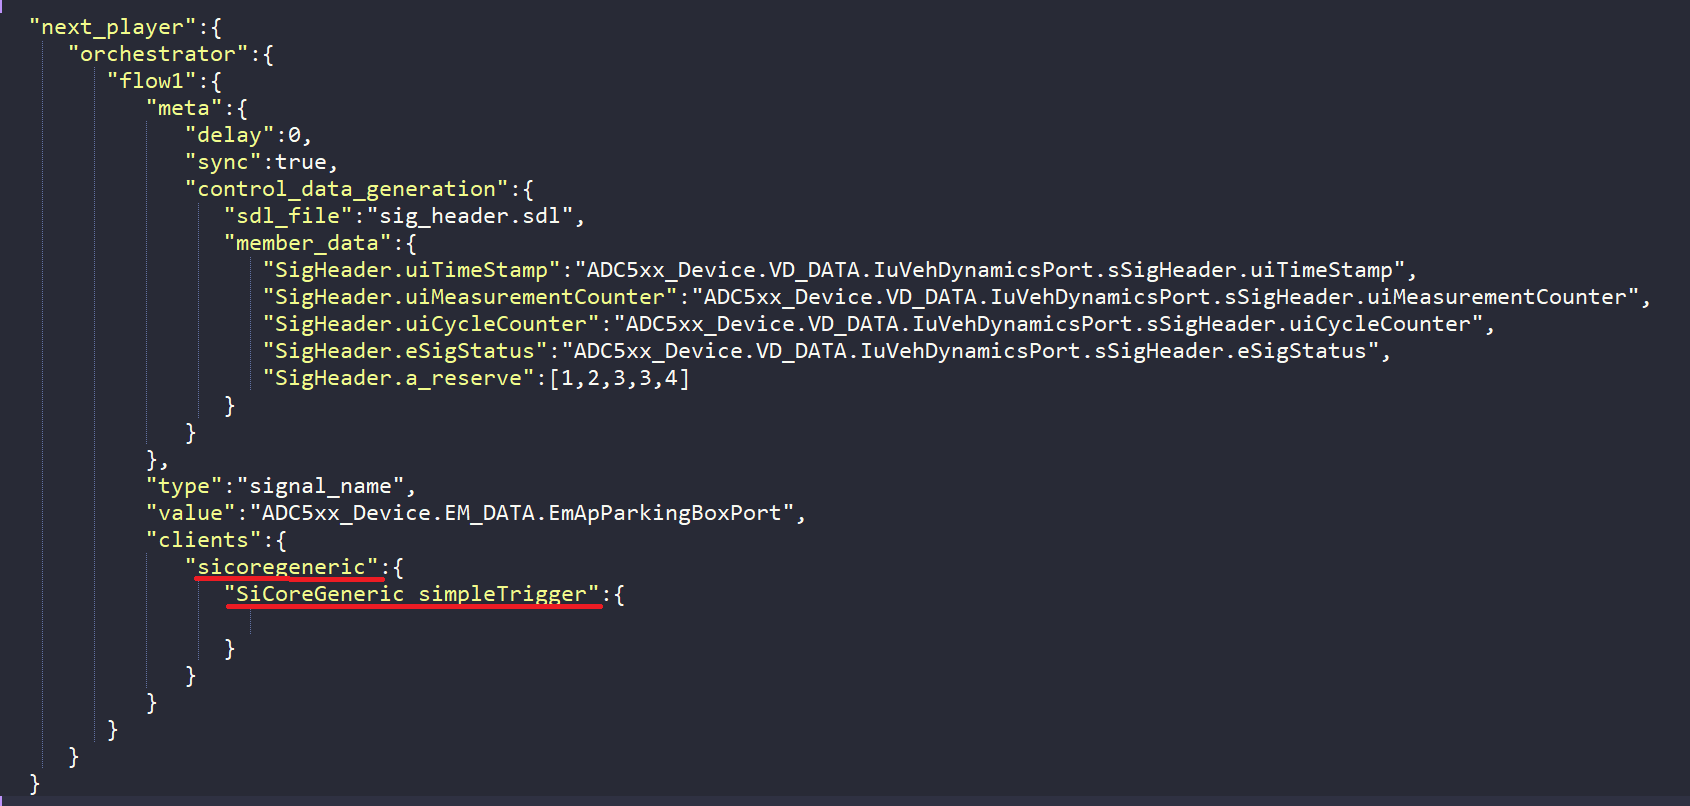 "next_player":{
"orchestrator":{
"flow1":{
"meta":{
"delay":0,
"sync":true,
"control_data_generation":{
"sdl_file":"sig_header.sdl",
"member_data":{
"SigHeader.uiTimeStamp":"ADC5xx_Device.VD_DATA.IuVehDynamicsPort.sSigHeader.uiTimeStamp",
"SigHeader.uiMeasurementCounter":"ADC5xx_Device.VD_DATA.IuVehDynamicsPort.sSigHeader.uiMeasurementCounter",
"SigHeader.uiCycleCounter":"ADC5xx_Device.VD_DATA.IuVehDynamicsPort.sSigHeader.uiCycleCounter",
"SigHeader.eSigStatus":"ADC5xx_Device.VD_DATA.IuVehDynamicsPort.sSigHeader.eSigStatus",
"SigHeader.a_reserve":[1,2,3,3,4]
}
}
},
"type":"signal_name",
"value":"ADC5xx_Device.EM_DATA.EmApParkingBoxPort",
"clients":{
"sicoregeneric":{
"SiCoreGeneric simpleTrigger":{
}
}
}
}
}
}